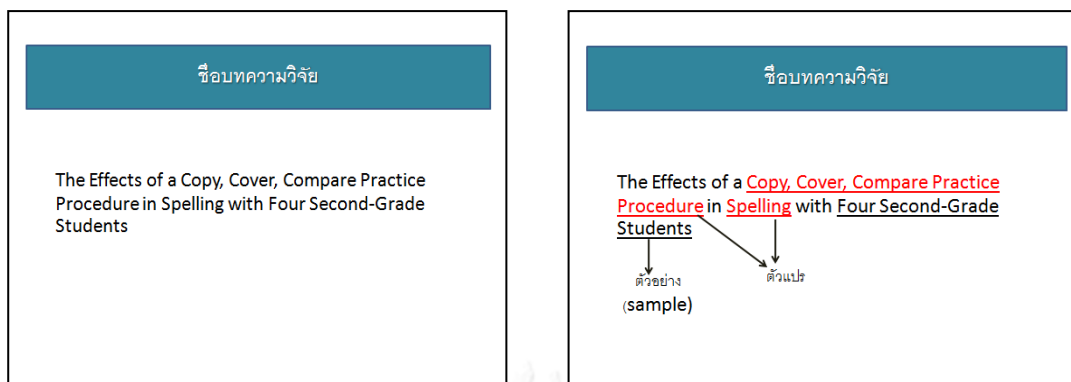 ชื่อบทความวิจัย
The Effects of a Copy, Cover, Compare Practice
Procedure in Spelling with Four Second-Grade
Students
ชื่อบทความวิจัย
The Effects of a Copy, Cover, Compare Practice
Procedure in Spelling with Four Second-Grade
Students
ตัวอย่าง
(sample)
ตัวแปร